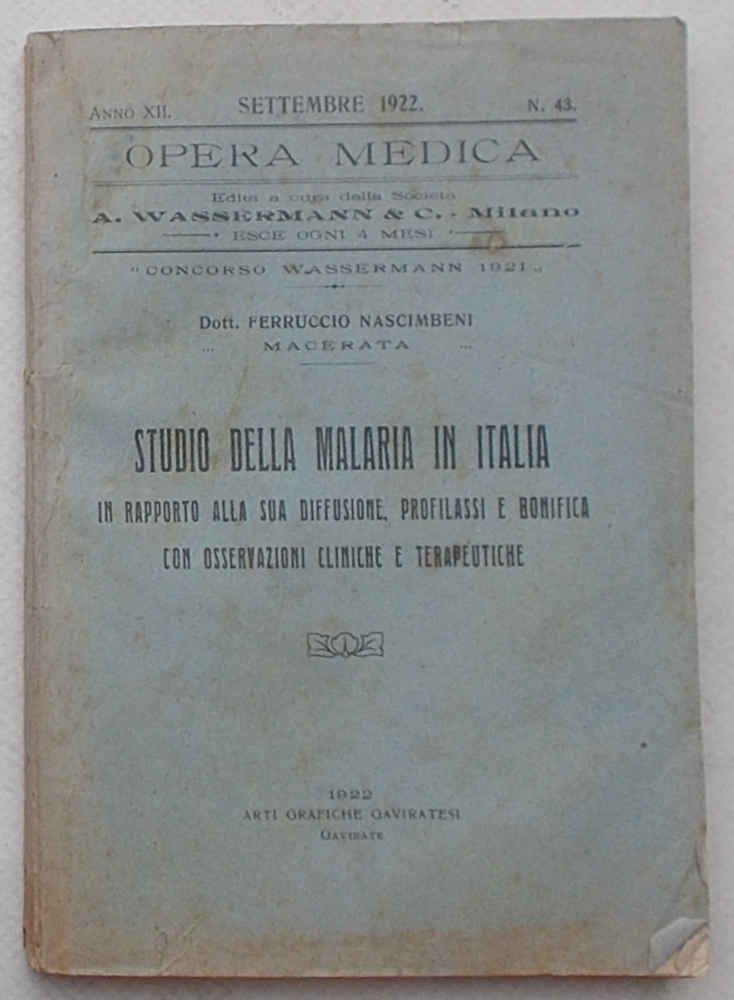 ANNO XII. SETTEMBRE 1922. N. 43.
OPERA MEDICA
Edita a cura della Società
A. WASSERMANN & C. - Milano
ESCE OGNI 4 MESI
"CONCORSO WASSERMANN 1921„
Dott. FERRUCCIO NASCIMBENI
... MACERATA ...
STUDIO DELLA MALARIA IN ITALIA
IN RAPPORTO ALLA SUA DIFFUSIONE, PROFILASSI E BONIFICA
CON OSSERVAZIONI CLINICHE E TERAPEUTICHE
1922
ARTI GRAFICHE GAVIRATESI
GAVIRATE